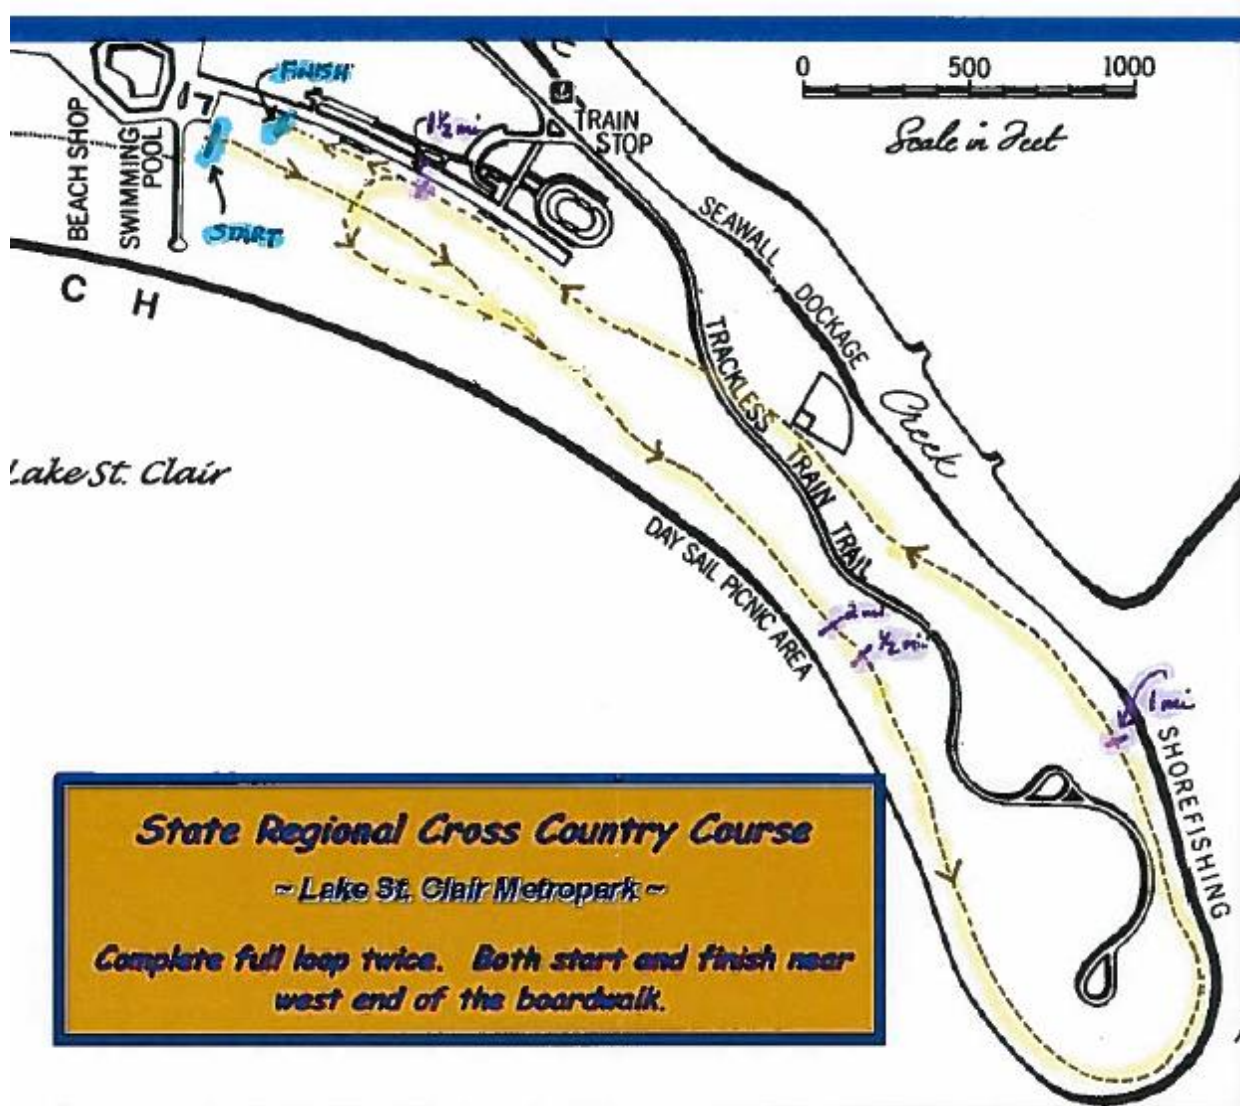 FINISH
1½ mi
TRAIN
STOP
0 500 1000
Scale in Feet
BEACH SHOP
SWIMMING
POOL
START
C H
SEAWALL DOCKAGE
Creek
TRACKLESS TRAIN TRAIL
Lake St. Clair
DAY SAIL PICNIC AREA
2 mi
½ mi
1 mi
SHOREFISHING
State Regional Cross Country Course
~ Lake St. Clair Metropark ~
Complete full loop twice. Both start and finish near
west end of the boardwalk.